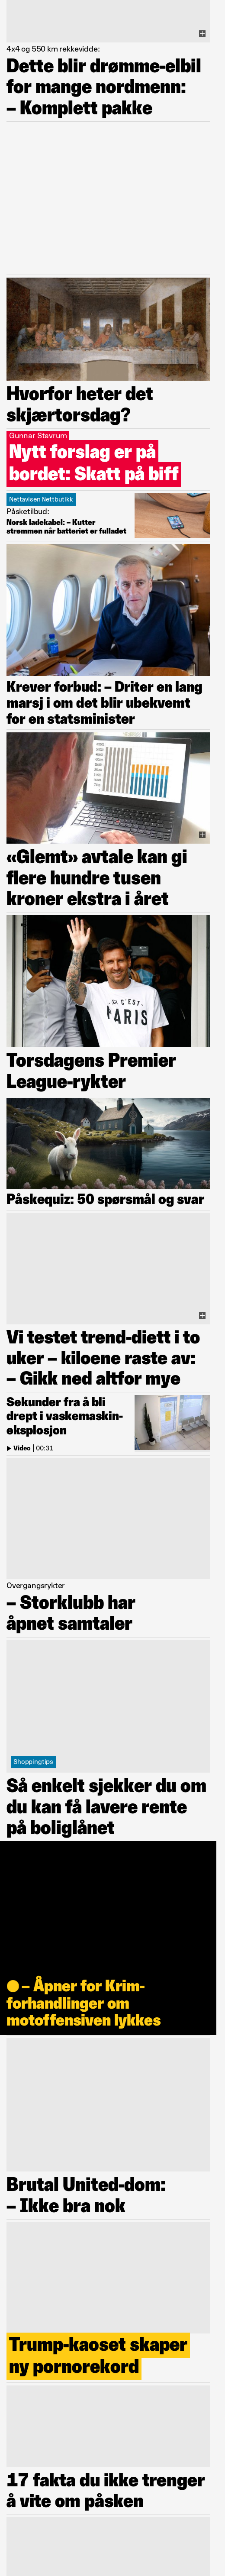 4x4 og 550 km rekkevidde:
Dette blir drømme-elbil
for mange nordmenn:
– Komplett pakke
Hvorfor heter det
skjærtorsdag?
Gunnar Stavrum
Nytt forslag er på
bordet: Skatt på biff
Nettavisen Nettbutikk
Påsketilbud:
Norsk ladekabel: – Kutter
strømmen når batteriet er fulladet
Krever forbud: – Driter en lang
marsj i om det blir ubekvemt
for en statsminister
«Glemt» avtale kan gi
flere hundre tusen
kroner ekstra i året
C'EST
PARIS
Torsdagens Premier
League-rykter
Påskequiz: 50 spørsmål og svar
Vi testet trend-diett i to
uker – kiloene raste av:
– Gikk ned altfor mye
Sekunder fra å bli
drept i vaskemaskin-
eksplosjon
Video | 00:31
Overgangsrykter
– Storklubb har
åpnet samtaler
Shoppingtips
Så enkelt sjekker du om
du kan få lavere rente
på boliglånet
– Åpner for Krim-
forhandlinger om
motoffensiven lykkes
Brutal United-dom:
– Ikke bra nok
Trump-kaoset skaper
ny pornorekord
17 fakta du ikke trenger
å vite om påsken